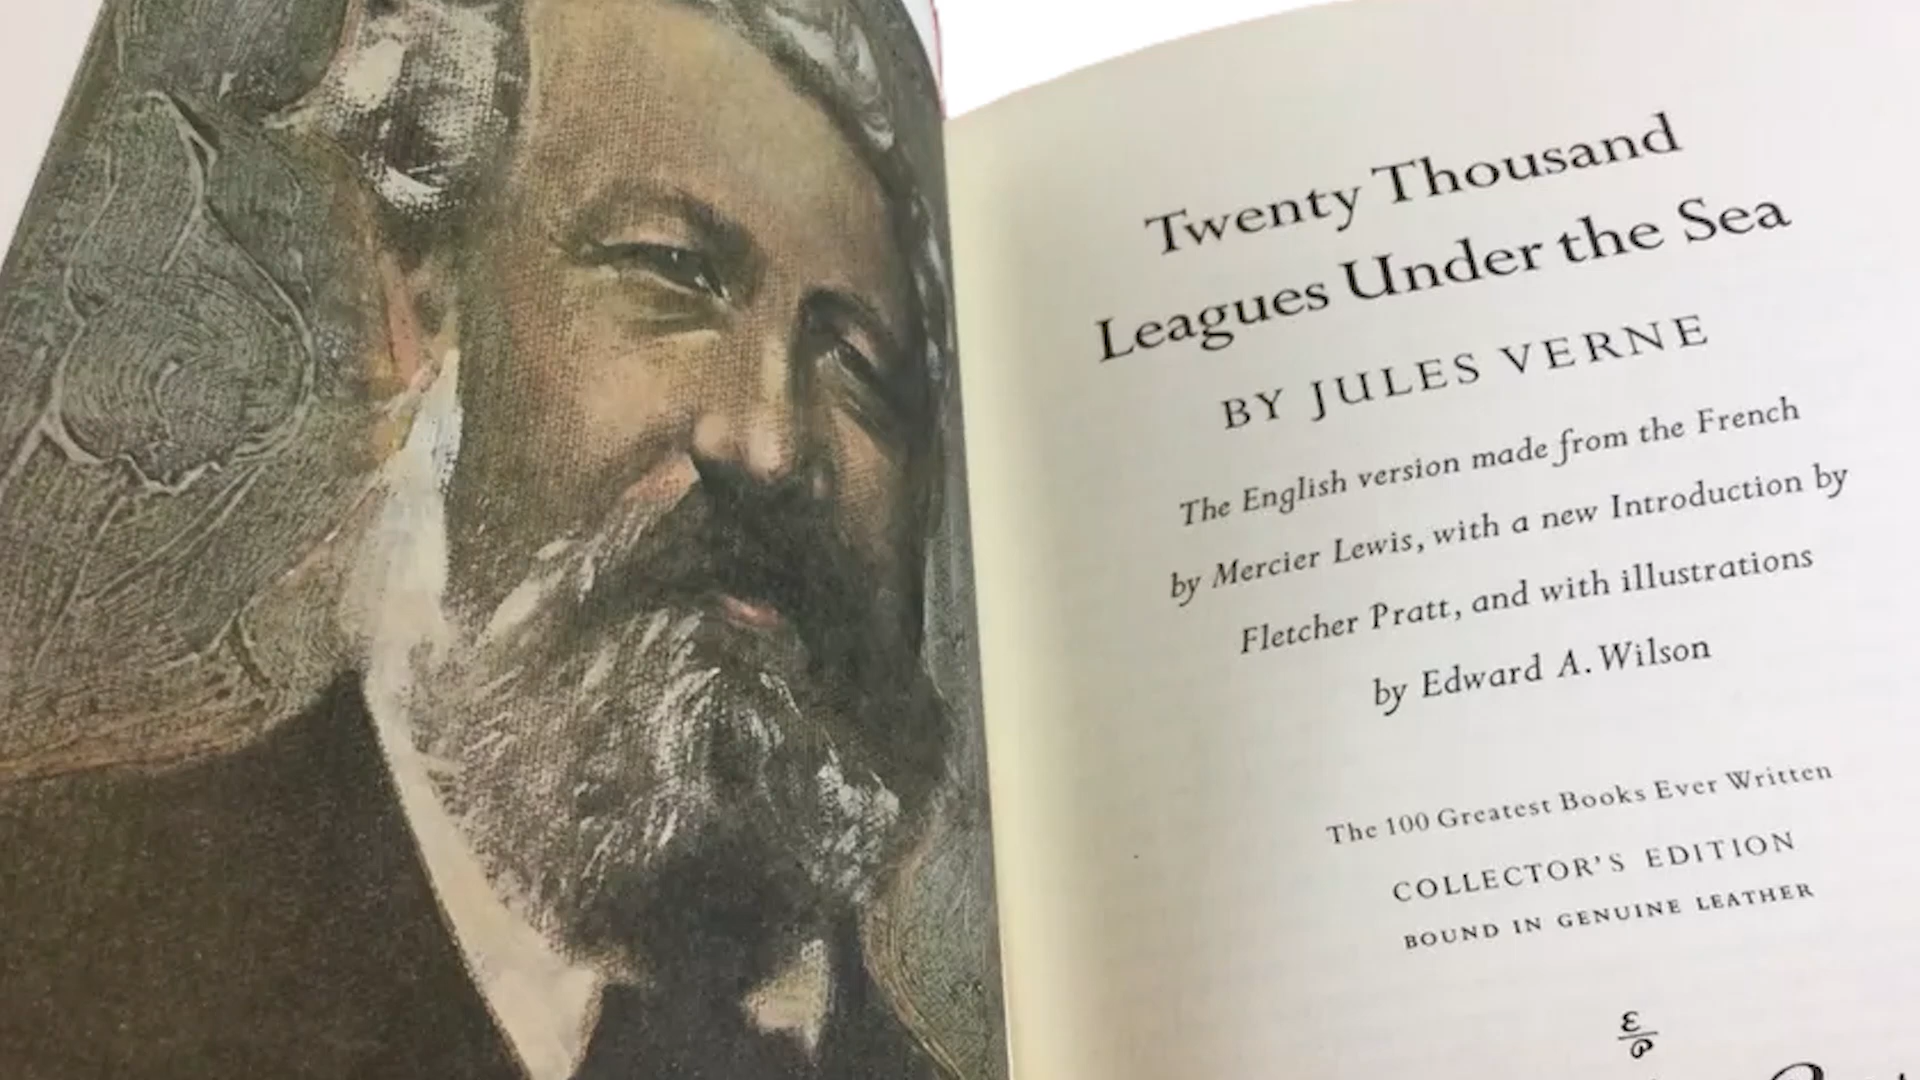 Twenty Thousand
Leagues Under the Sea
BY JULES VERNE
The English version made from the French
by Mercier Lewis, with a new Introduction by
Fletcher Pratt, and with illustrations
by Edward A. Wilson
The 100 Greatest Books Ever Written
COLLECTOR'S EDITION
BOUND IN GENUINE LEATHER